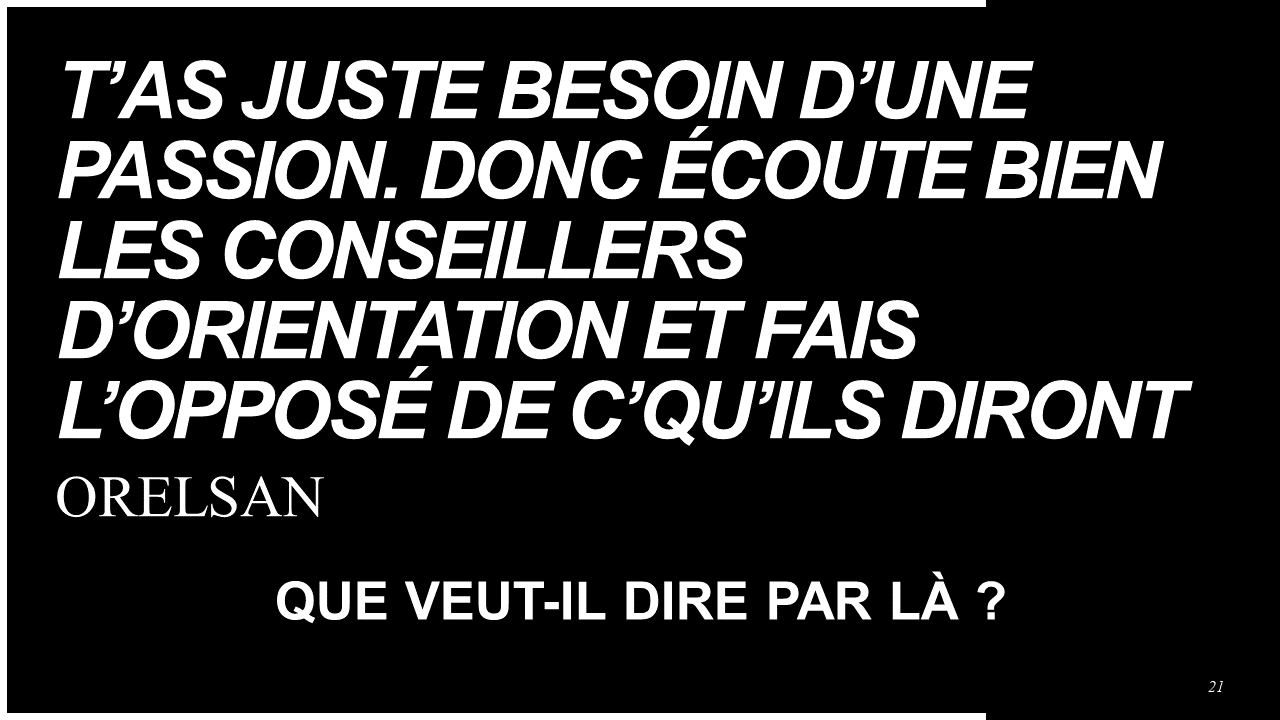 T’AS JUSTE BESOIN D’UNE
PASSION. DONC ÉCOUTE BIEN
LES CONSEILLERS
D’ORIENTATION ET FAIS
L’OPPOSÉ DE C’QU’ILS DIRONT
ORELSAN
QUE VEUT-IL DIRE PAR LÀ ?
21